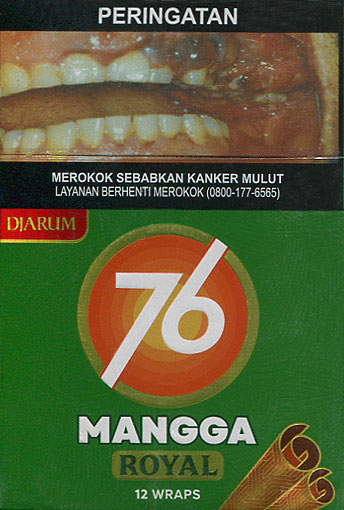 PERINGATAN
MEROKOK SEBABKAN KANKER MULUT
LAYANAN BERHENTI MEROKOK (0800-177-6565)
DJARUM
76
MANGGA
ROYAL
12 WRAPS